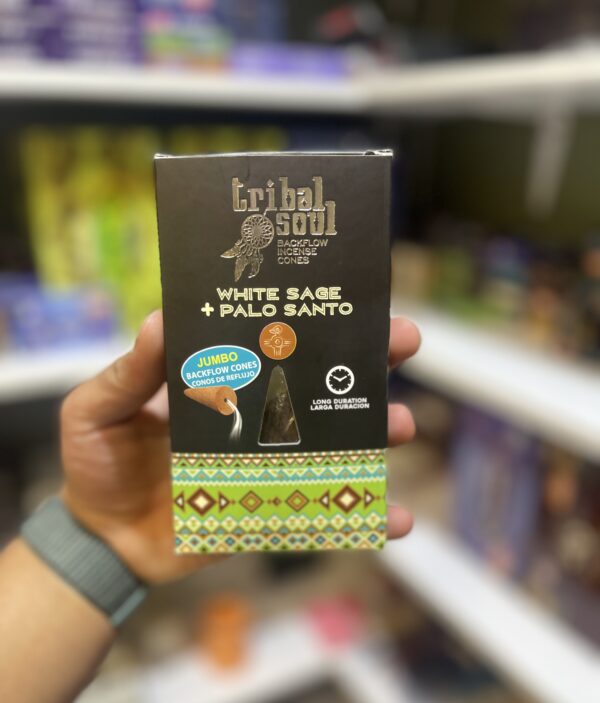 tribal
soul
BACKFLOW
INCENSE
CONES
WHITE SAGE
+ PALO SANTO
JUMBO
BACKFLOW CONES
CONOS DE REFLUJO
LONG DURATION
LARGA DURACION